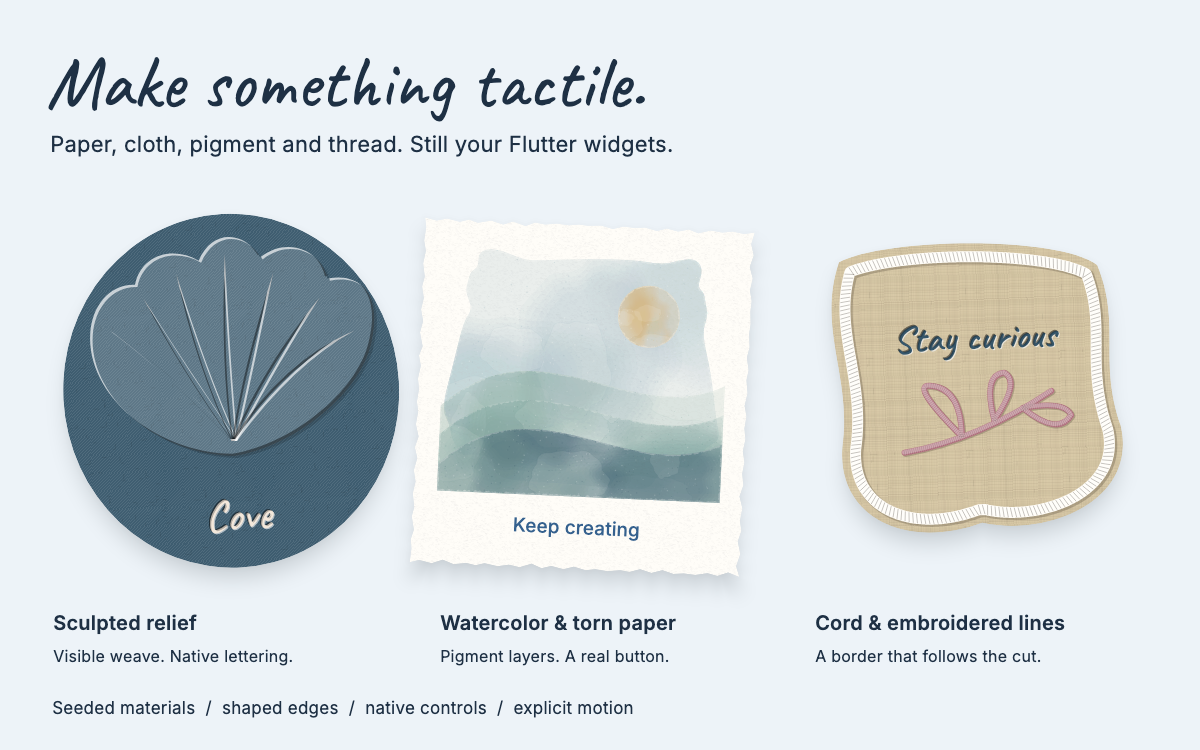 Make something tactile.
Paper, cloth, pigment and thread. Still your Flutter widgets.
Cove
Keep creating
Stay curious
Sculpted relief
Visible weave. Native lettering.
Watercolor & torn paper
Pigment layers. A real button.
Cord & embroidered lines
A border that follows the cut.
Seeded materials / shaped edges / native controls / explicit motion